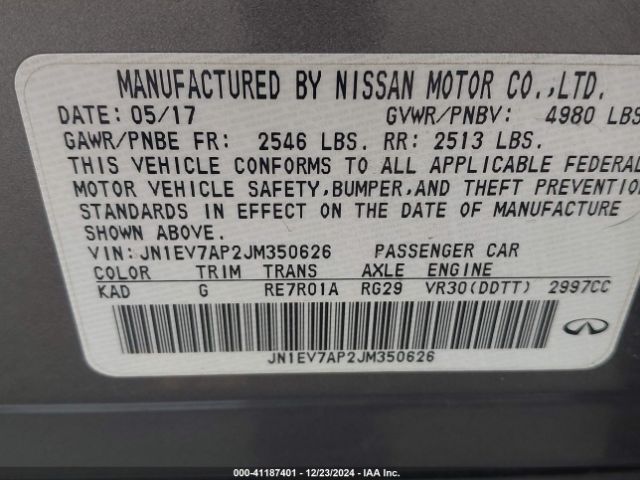 MANUFACTURED BY NISSAN MOTOR CO.,LTD.
DATE: 05/17 GVWR/PNBV: 4980 LBS
GAWR/PNBE FR: 2546 LBS. RR: 2513 LBS.
THIS VEHICLE CONFORMS TO ALL APPLICABLE FEDERAL
MOTOR VEHICLE SAFETY,BUMPER,AND THEFT PREVENTION
STANDARDS IN EFFECT ON THE DATE OF MANUFACTURE
SHOWN ABOVE.
VIN: JN1EV7AP2JM350626 PASSENGER CAR
COLOR TRIM TRANS AXLE ENGINE
KAD G RE7R01A RG29 VR30(DDTT) 2997CC
JN1EV7AP2JM350626
000-41187401 - 12/23/2024 - IAA Inc.